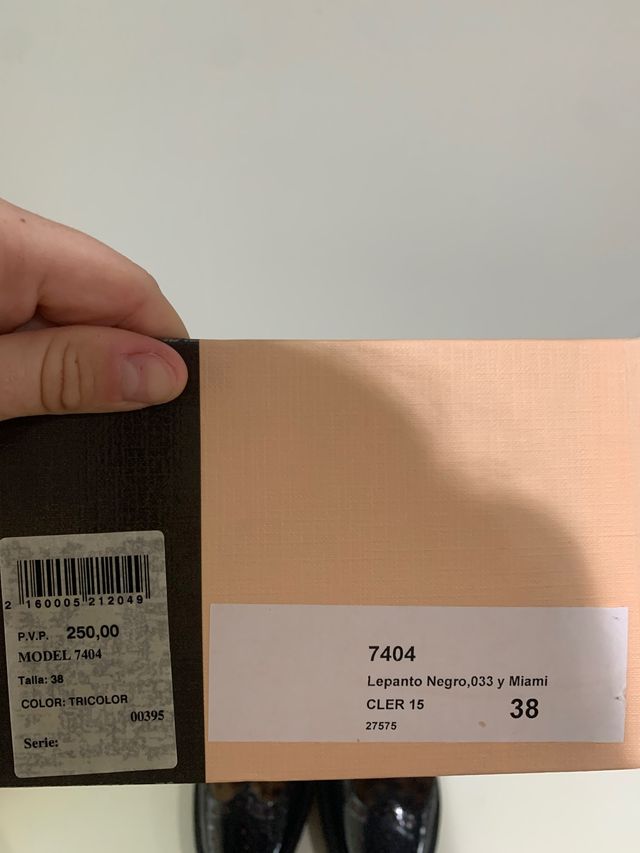 2 160005 212049
P.V.P. 250,00
MODEL 7404
Talla: 38
COLOR: TRICOLOR
00395
Serie:
7404
Lepanto Negro,033 y Miami
CLER 15 38
27575